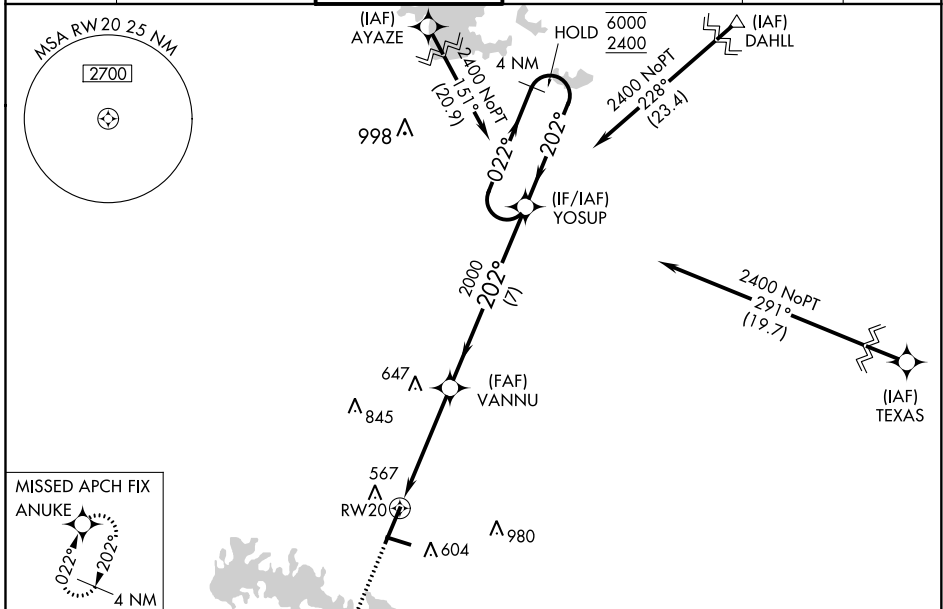 MSA RW20 25 NM
2700
(IAF)
AYAZE
2400 NoPT
151°
(20.9)
HOLD
6000
2400
4 NM
(IAF)
DAHLL
2400 NoPT
228°
(23.4)
998
022°
202°
(IF/IAF)
YOSUP
2000
202°
(7)
2400 NoPT
291°
(19.7)
(IAF)
TEXAS
647
(FAF)
VANNU
845
567
RW20
980
604
MISSED APCH FIX
ANUKE
022°
202°
4 NM